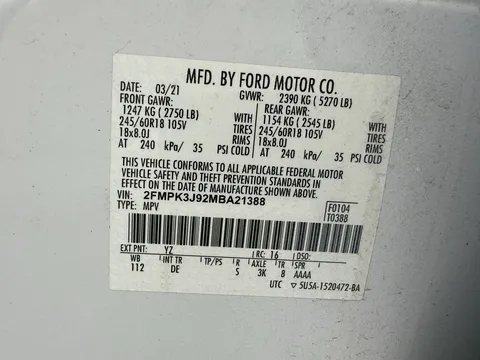 MFD. BY FORD MOTOR CO.
DATE: 03/21 GVWR: 2390 KG ( 5270 LB)
FRONT GAWR: REAR GAWR:
1247 KG ( 2750 LB) WITH 1154 KG ( 2545 LB) WITH
245/60R18 105V TIRES 245/60R18 105V TIRES
18x8.0J RIMS 18x8.0J RIMS
AT 240 kPa/ 35 PSI COLD AT 240 kPa/ 35 PSI COLD
THIS VEHICLE CONFORMS TO ALL APPLICABLE FEDERAL MOTOR
VEHICLE SAFETY AND THEFT PREVENTION STANDARDS IN
EFFECT ON THE DATE OF MANUFACTURE SHOWN ABOVE.
VIN: 2FMPK3J92MBA21388 F0104
TYPE: MPV T0388
EXT PNT: YZ RC: 16 DSO:
WB TP/PS INT TR R AXLE TR SPR
112 DE S 3K 8 AAAA
UTC ▽ 5U5A-1520472-BA